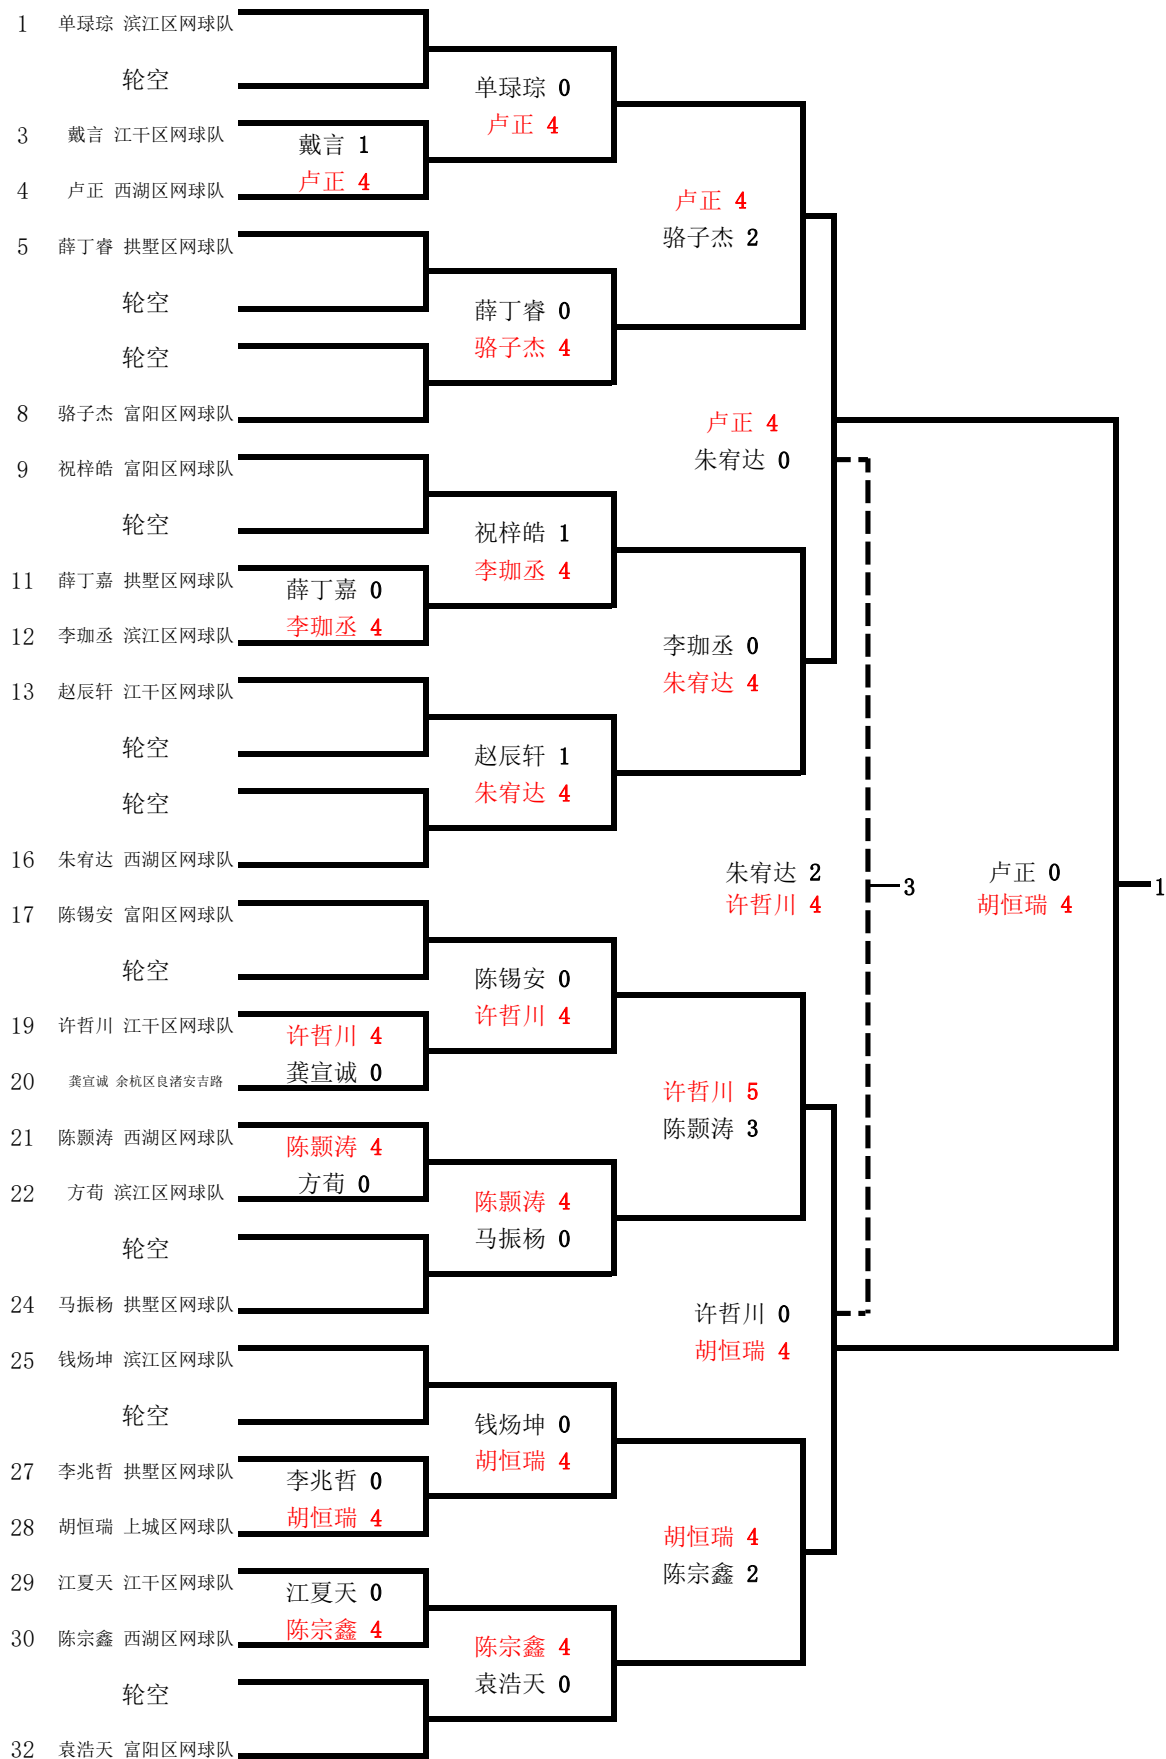 1 单琭琮 滨江区网球队
轮空
单琭琮 0
卢正 4
3 戴言 江干区网球队
戴言 1
卢正 4
4 卢正 西湖区网球队
卢正 4
骆子杰 2
5 薛丁睿 拱墅区网球队
轮空
薛丁睿 0
骆子杰 4
轮空
8 骆子杰 富阳区网球队
卢正 4
朱宥达 0
9 祝梓皓 富阳区网球队
轮空
祝梓皓 1
李珈丞 4
11 薛丁嘉 拱墅区网球队
薛丁嘉 0
李珈丞 4
12 李珈丞 滨江区网球队
李珈丞 0
朱宥达 4
13 赵辰轩 江干区网球队
轮空
赵辰轩 1
朱宥达 4
轮空
16 朱宥达 西湖区网球队
朱宥达 2
许哲川 4
3
卢正 0
胡恒瑞 4
1
17 陈锡安 富阳区网球队
轮空
陈锡安 0
许哲川 4
19 许哲川 江干区网球队
许哲川 4
龚宣诚 0
20 龚宣诚 余杭区良渚安吉路
许哲川 5
陈颢涛 3
21 陈颢涛 西湖区网球队
陈颢涛 4
方荀 0
22 方荀 滨江区网球队
陈颢涛 4
马振杨 0
轮空
24 马振杨 拱墅区网球队
许哲川 0
胡恒瑞 4
25 钱炀坤 滨江区网球队
轮空
钱炀坤 0
胡恒瑞 4
27 李兆哲 拱墅区网球队
李兆哲 0
胡恒瑞 4
28 胡恒瑞 上城区网球队
胡恒瑞 4
陈宗鑫 2
29 江夏天 江干区网球队
江夏天 0
陈宗鑫 4
30 陈宗鑫 西湖区网球队
陈宗鑫 4
袁浩天 0
轮空
32 袁浩天 富阳区网球队